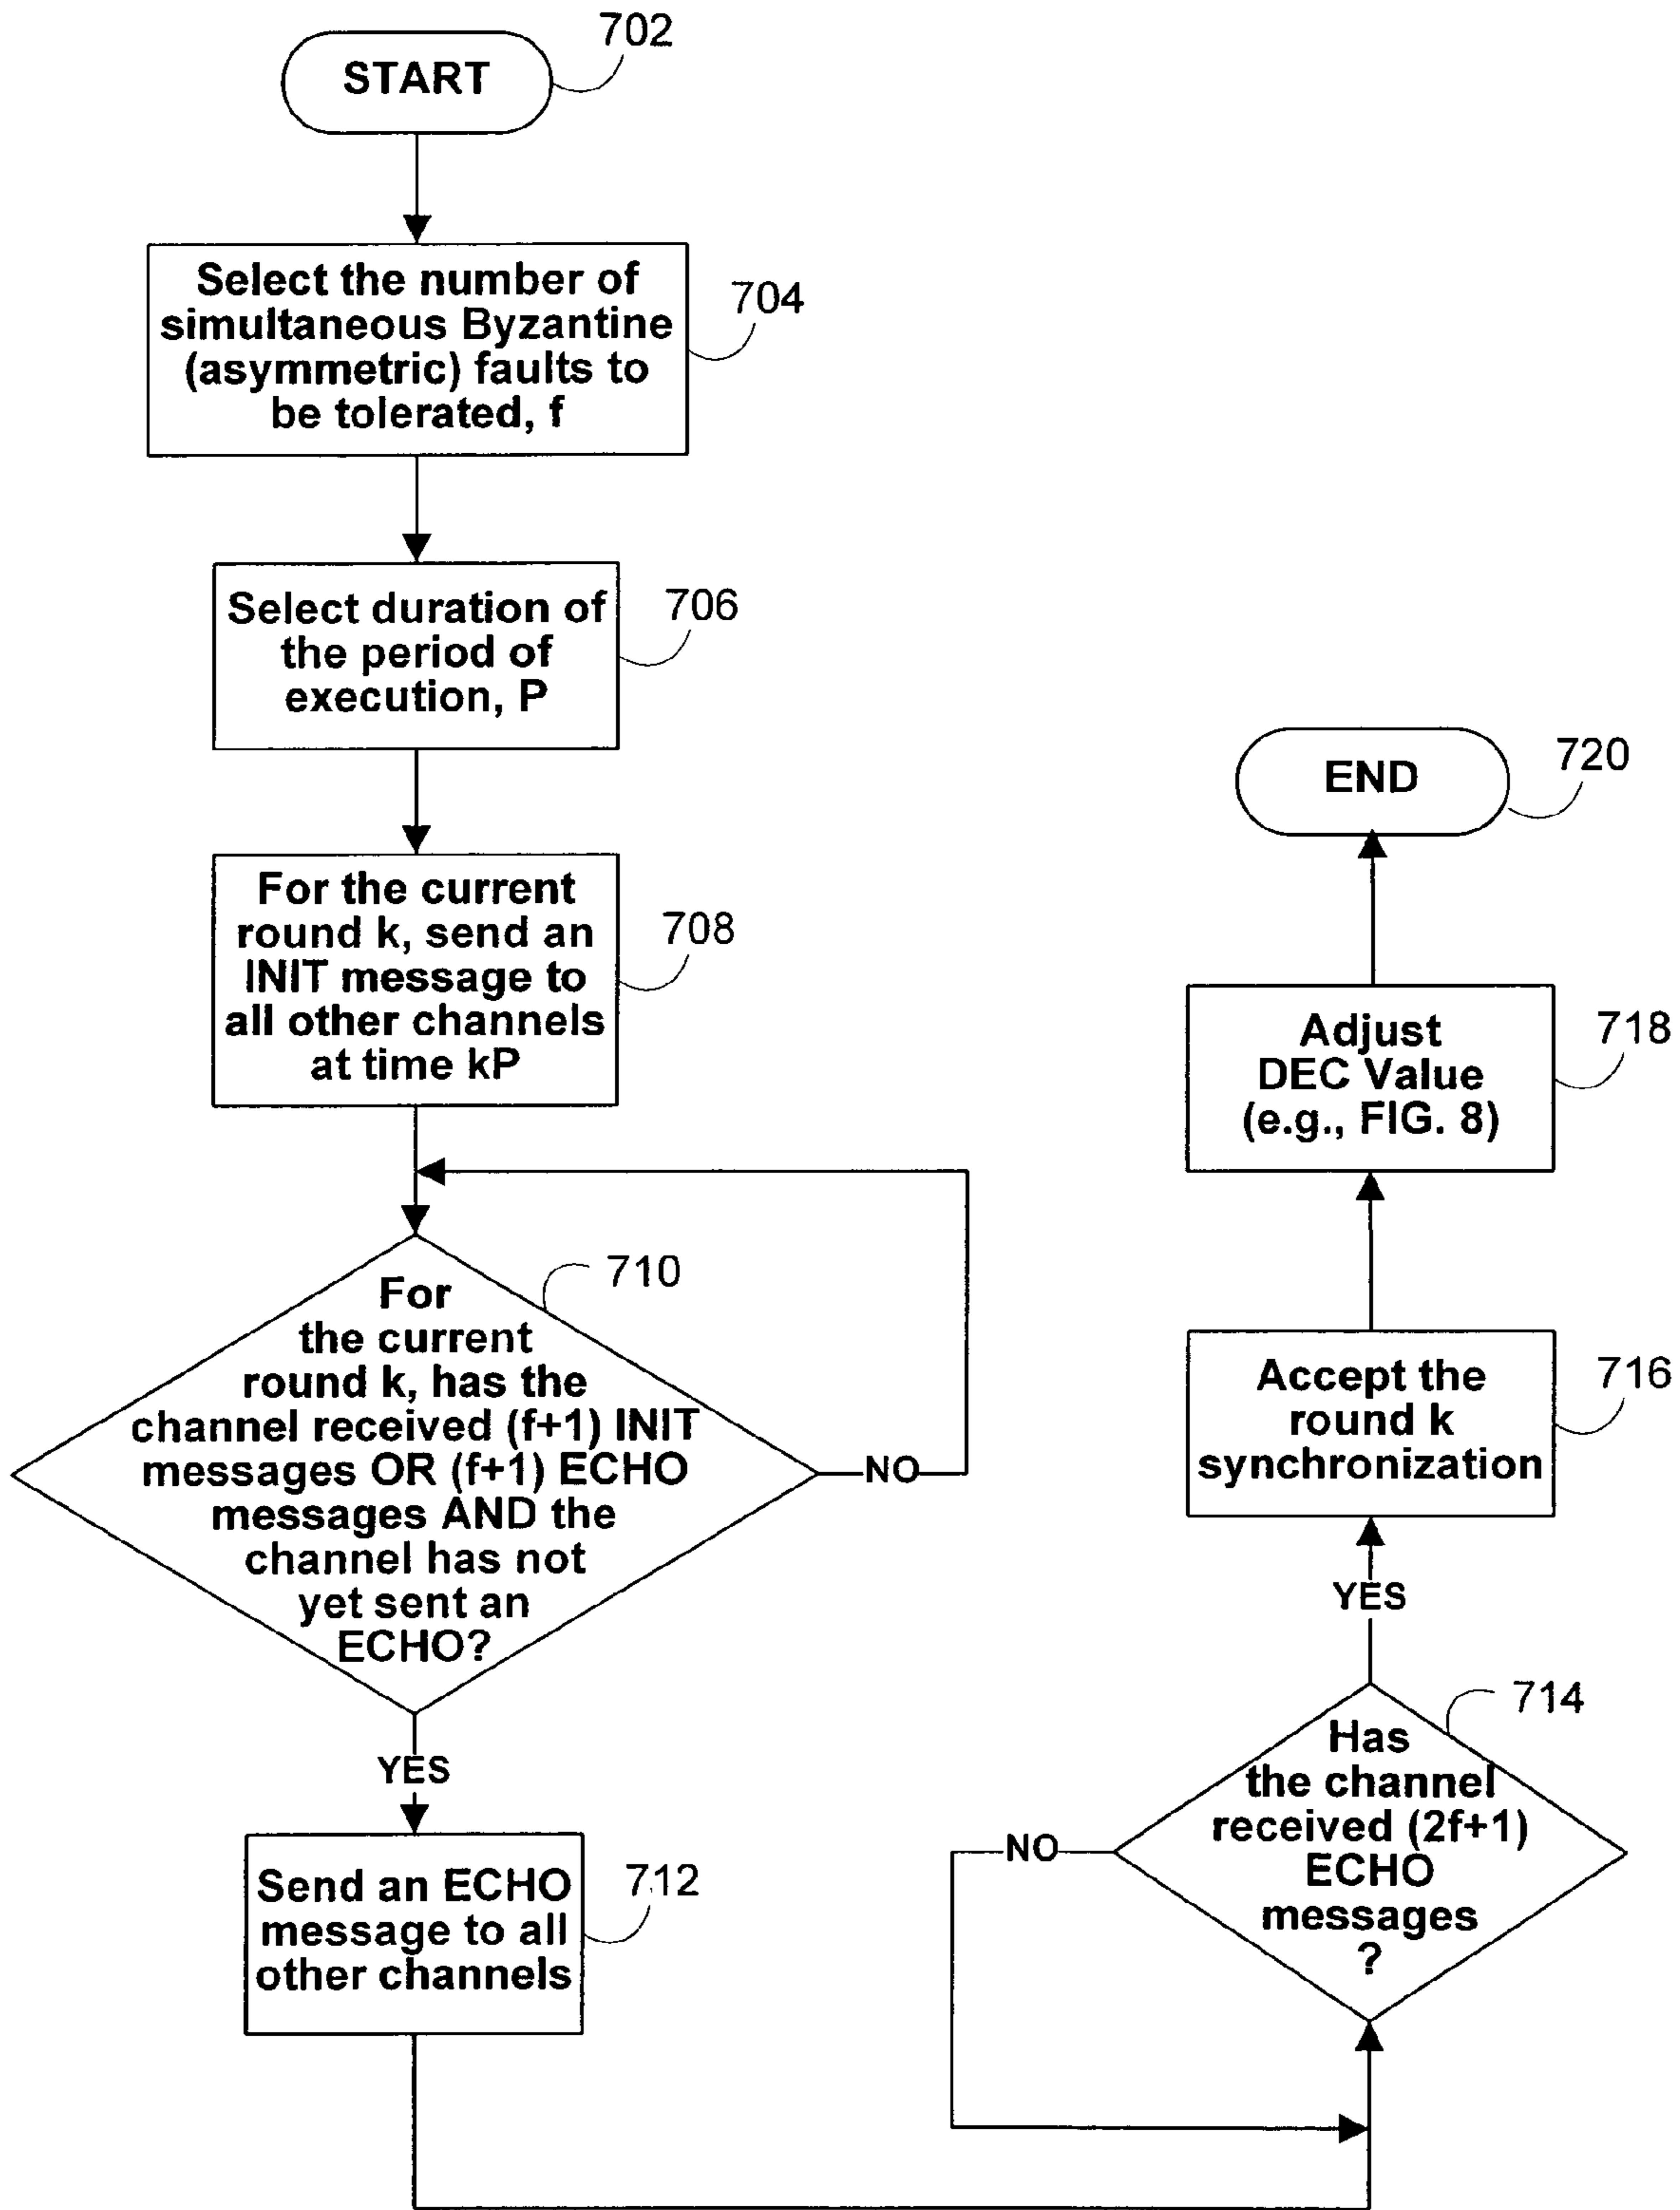 START
702
Select the number of
simultaneous Byzantine
(asymmetric) faults to
be tolerated, f
704
Select duration of
the period of
execution, P
706
For the current
round k, send an
INIT message to
all other channels
at time kP
708
For
the current
round k, has the
channel received (f+1) INIT
messages OR (f+1) ECHO
messages AND the
channel has not
yet sent an
ECHO?
710
NO
YES
Send an ECHO
message to all
other channels
712
Has
the channel
received (2f+1)
ECHO
messages
?
714
NO
YES
Accept the
round k
synchronization
716
Adjust
DEC Value
(e.g., FIG. 8)
718
END
720